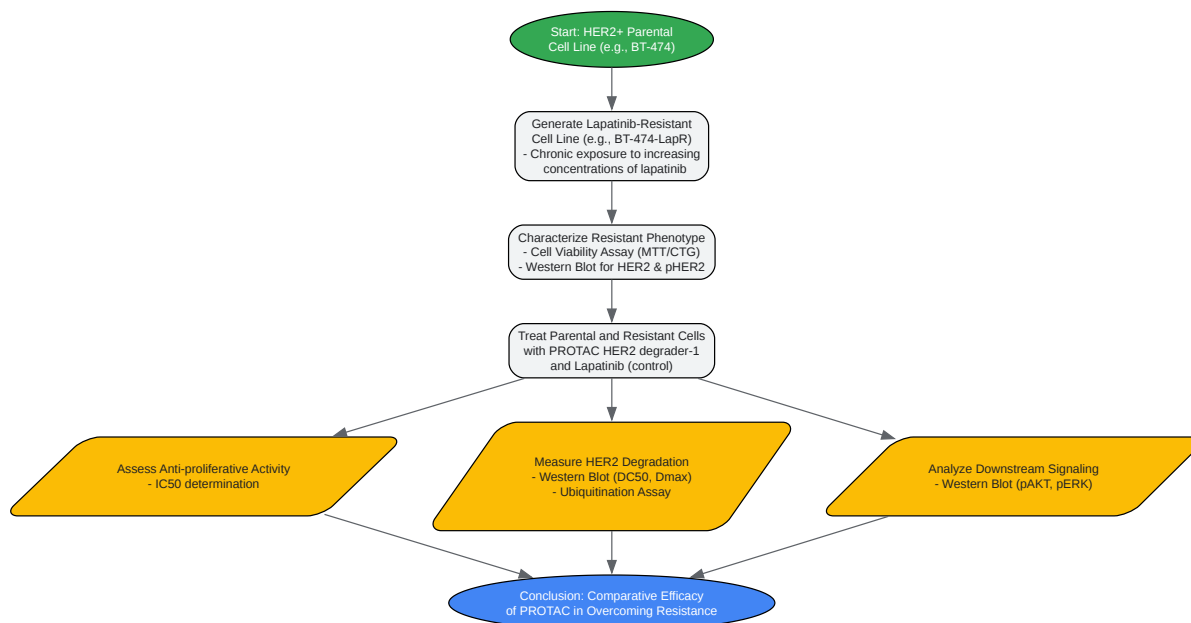 Start: HER2+ Parental
Cell Line (e.g., BT-474)
Generate Lapatinib-Resistant
Cell Line (e.g., BT-474-LapR)
- Chronic exposure to increasing
concentrations of lapatinib
Characterize Resistant Phenotype
- Cell Viability Assay (MTT/CTG)
- Western Blot for HER2 & pHER2
Treat Parental and Resistant Cells
with PROTAC HER2 degrader-1
and Lapatinib (control)
Assess Anti-proliferative Activity
- IC50 determination
Measure HER2 Degradation
- Western Blot (DC50, Dmax)
- Ubiquitination Assay
Analyze Downstream Signaling
- Western Blot (pAKT, pERK)
Conclusion: Comparative Efficacy
of PROTAC in Overcoming Resistance